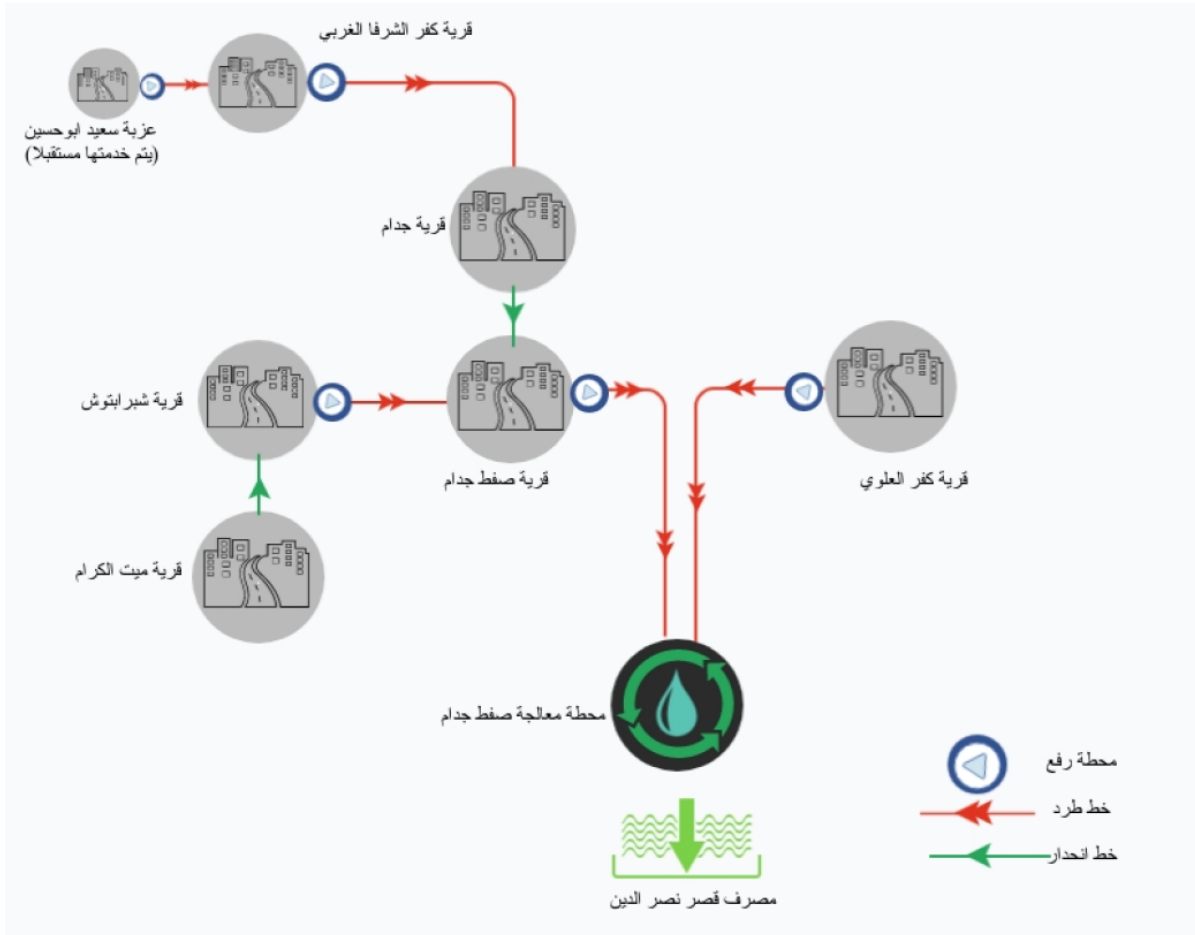 قرية كفر الشرفا الغربي
عزبة سعيد ابوحسين
(يتم خدمتها مستقبلا)
قرية جدام
قرية شبرابتوش
قرية صفط جدام
قرية كفر العلوي
قرية ميت الكرام
محطة معالجة صفط جدام
محطة رفع
خط طرد
خط انحدار
مصرف قصر نصر الدين